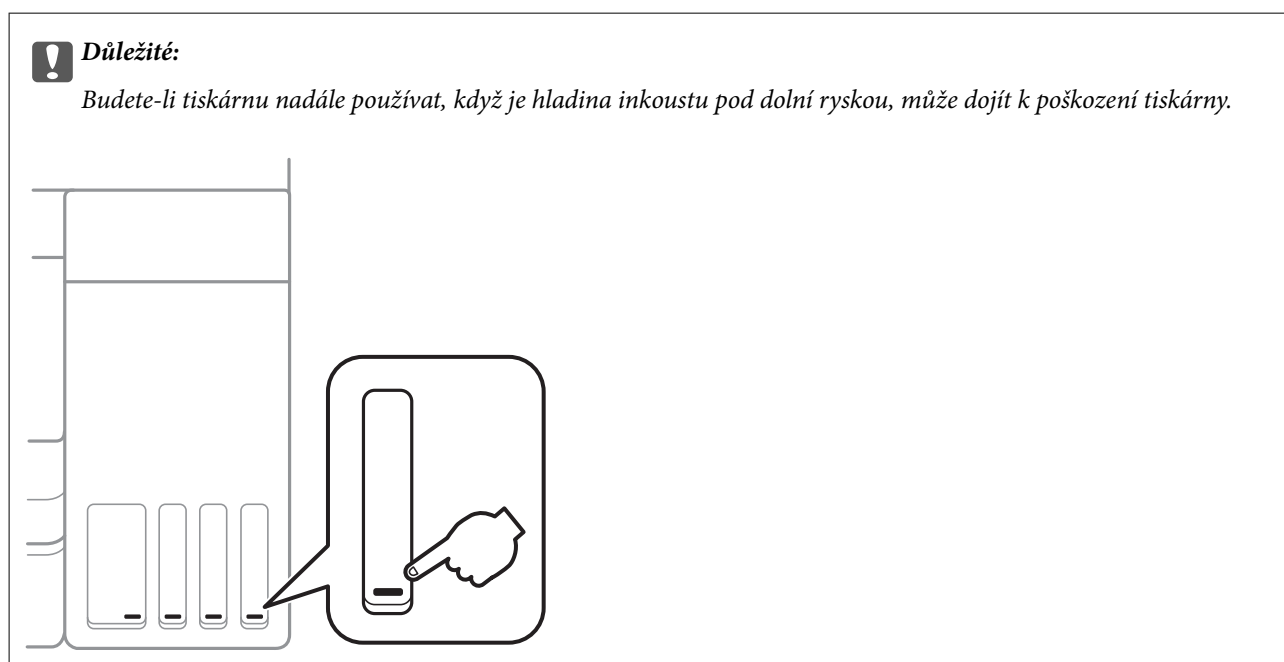 Důležité:
Budete-li tiskárnu nadále používat, když je hladina inkoustu pod dolní ryskou, může dojít k poškození tiskárny.